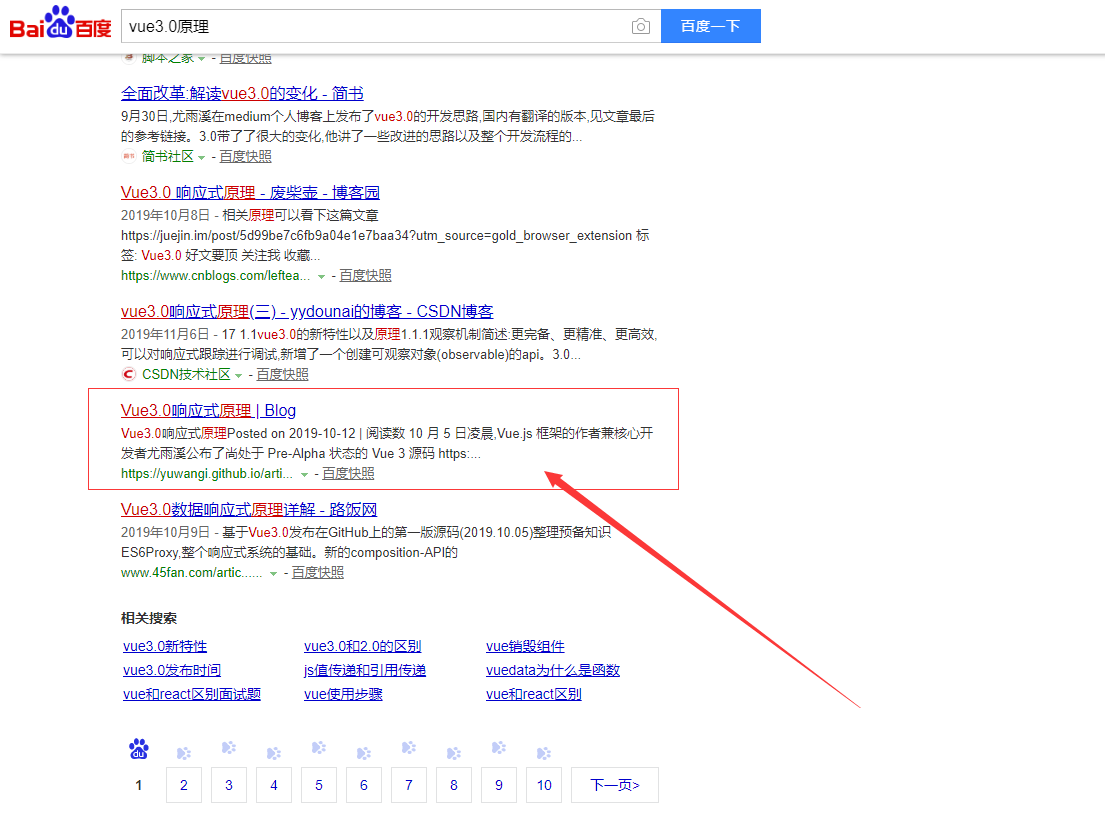 Bai du 百度 vue3.0原理 百度一下
脚本之家 - 百度快照
全面改革:解读vue3.0的变化 - 简书
9月30日,尤雨溪在medium个人博客上发布了vue3.0的开发思路,国内有翻译的版本,见文章最后
的参考链接。3.0带了了很大的变化,他讲了一些改进的思路以及整个开发流程的...
简书 简书社区 - 百度快照
Vue3.0 响应式原理 - 废柴壶 - 博客园
2019年10月8日 - 相关原理可以看下这篇文章
https://juejin.im/post/5d99be7c6fb9a04e1e7baa34?utm_source=gold_browser_extension 标
签: Vue3.0 好文要顶 关注我 收藏...
https://www.cnblogs.com/leftea... - 百度快照
vue3.0响应式原理(三) - yydounai的博客 - CSDN博客
2019年11月6日 - 17 1.1vue3.0的新特性以及原理1.1.1观察机制简述:更完备、更精准、更高效,
可以对响应式跟踪进行调试,新增了一个创建可观察对象(observable)的api。3.0...
C CSDN技术社区 - 百度快照
Vue3.0响应式原理 | Blog
Vue3.0响应式原理Posted on 2019-10-12 | 阅读数 10 月 5 日凌晨,Vue.js 框架的作者兼核心开
发者尤雨溪公布了尚处于 Pre-Alpha 状态的 Vue 3 源码 https:...
https://yuwangi.github.io/arti... - 百度快照
Vue3.0数据响应式原理详解 - 路饭网
2019年10月9日 - 基于Vue3.0发布在GitHub上的第一版源码(2019.10.05)整理预备知识
ES6Proxy,整个响应式系统的基础。新的composition-API的
www.45fan.com/artic...... - 百度快照
相关搜索
vue3.0新特性 vue3.0和2.0的区别 vue销毁组件
vue3.0发布时间 js值传递和引用传递 vuedata为什么是函数
vue和react区别面试题 vue使用步骤 vue和react区别
du
1 2 3 4 5 6 7 8 9 10 下一页>